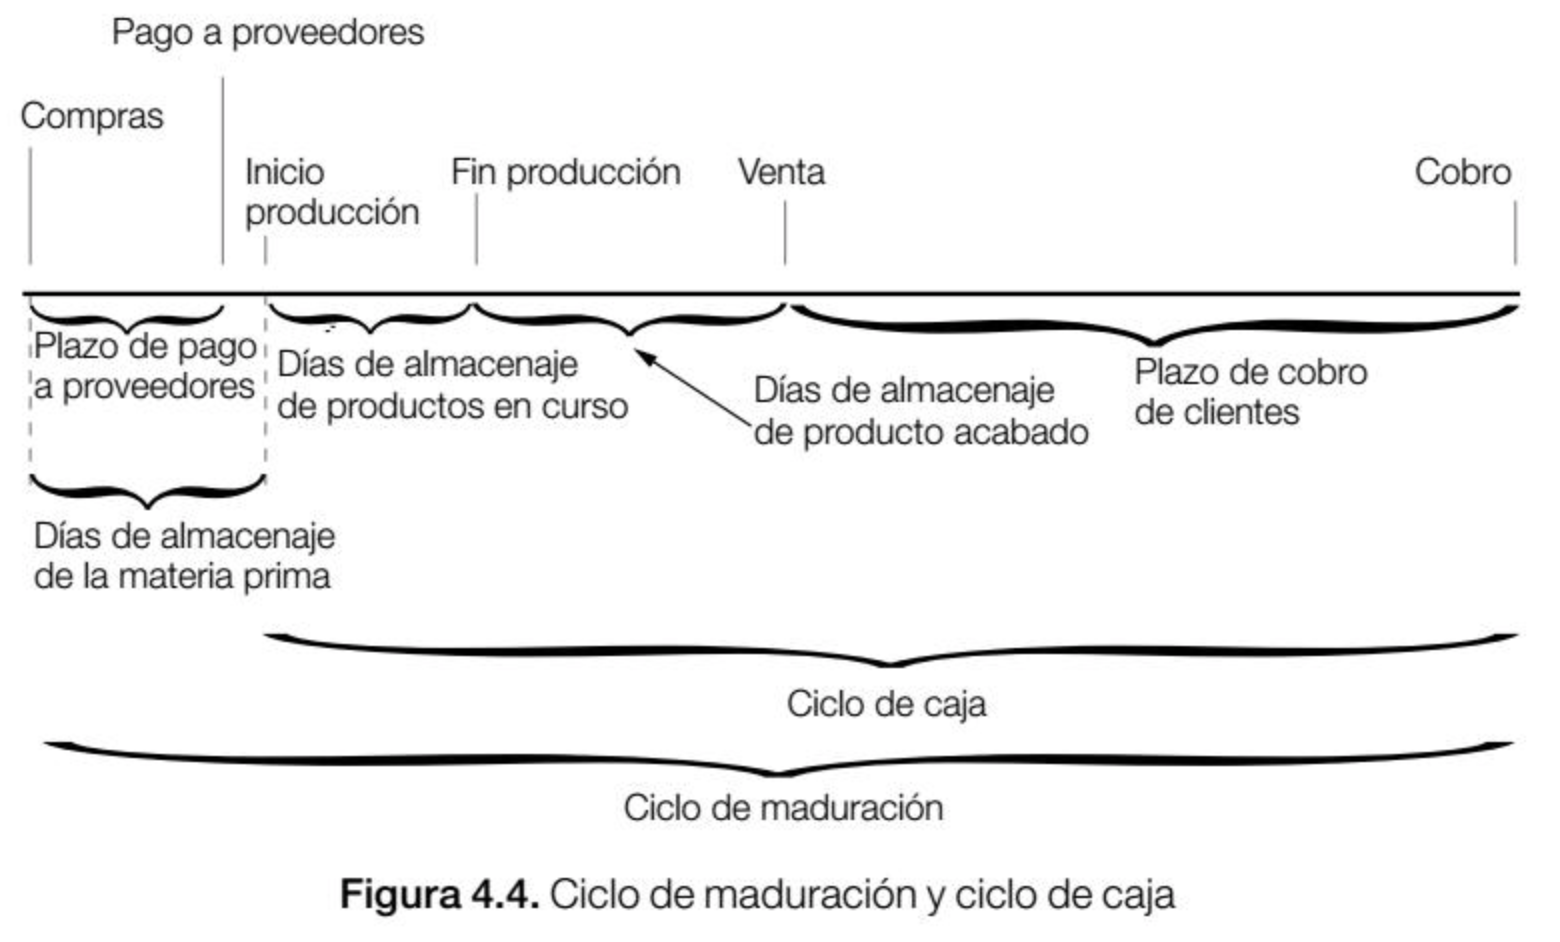 Pago a proveedores
Compras
Inicio
producción
Fin producción
Venta
Cobro
Plazo de pago
a proveedores
Días de almacenaje
de productos en curso
Días de almacenaje
de producto acabado
Plazo de cobro
de clientes
Días de almacenaje
de la materia prima
Ciclo de caja
Ciclo de maduración
Figura 4.4. Ciclo de maduración y ciclo de caja